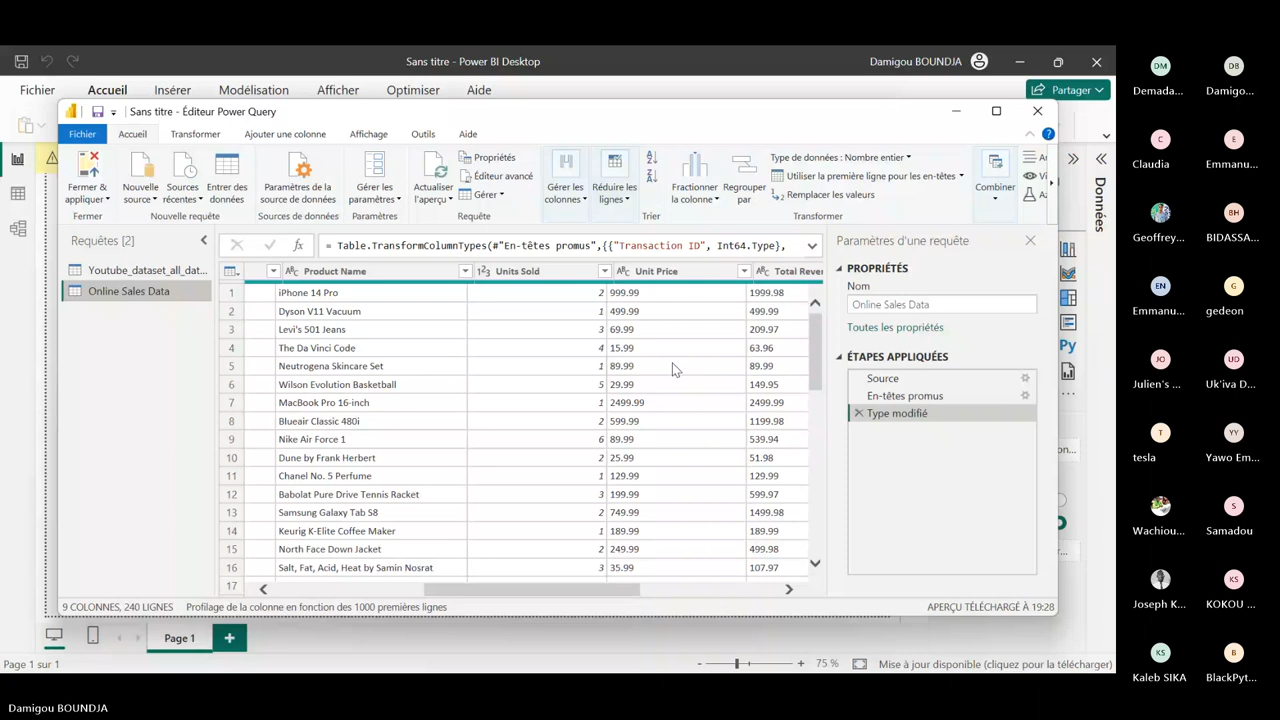 Sans titre - Power BI Desktop
Damigou BOUNDJA
Fichier Accueil Insérer Modélisation Afficher Optimiser Aide
Partager
Sans titre - Éditeur Power Query
Fichier Accueil Transformer Ajouter une colonne Affichage Outils Aide
Fermer & appliquer
Fermer
Nouvelle source
Sources récentes
Entrer des données
Nouvelle requête
Paramètres de la source de données
Sources de données
Gérer les paramètres
Paramètres
Actualiser l'aperçu
Propriétés
Éditeur avancé
Gérer
Requête
Gérer les colonnes
Réduire les lignes
Trier
Fractionner la colonne
Regrouper par
Type de données : Nombre entier
Utiliser la première ligne pour les en-têtes
Remplacer les valeurs
Transformer
Combiner
Requêtes [2]
Youtube_dataset_all_dat...
Online Sales Data
= Table.TransformColumnTypes(#"En-têtes promus",{{"Transaction ID", Int64.Type},
Product Name Units Sold Unit Price Total Rever
1 iPhone 14 Pro 2 999.99 1999.98
2 Dyson V11 Vacuum 1 499.99 499.99
3 Levi's 501 Jeans 3 69.99 209.97
4 The Da Vinci Code 4 15.99 63.96
5 Neutrogena Skincare Set 1 89.99 89.99
6 Wilson Evolution Basketball 5 29.99 149.95
7 MacBook Pro 16-inch 1 2499.99 2499.99
8 Blueair Classic 480i 2 599.99 1199.98
9 Nike Air Force 1 6 89.99 539.94
10 Dune by Frank Herbert 2 25.99 51.98
11 Chanel No. 5 Perfume 1 129.99 129.99
12 Babolat Pure Drive Tennis Racket 3 199.99 599.97
13 Samsung Galaxy Tab S8 2 749.99 1499.98
14 Keurig K-Elite Coffee Maker 1 189.99 189.99
15 North Face Down Jacket 2 249.99 499.98
16 Salt, Fat, Acid, Heat by Samin Nosrat 3 35.99 107.97
17
Paramètres d'une requête
PROPRIÉTÉS
Nom
Online Sales Data
Toutes les propriétés
ÉTAPES APPLIQUÉES
Source
En-têtes promus
Type modifié
9 COLONNES, 240 LIGNES Profilage de la colonne en fonction des 1000 premières lignes
APERÇU TÉLÉCHARGÉ À 19:28
Données
Page 1
Page 1 sur 1
75 %
Mise à jour disponible (cliquez pour la télécharger)
DM DB
Demada... Damigo...
C E
Claudia Emmanu...
BH
Geoffrey... BIDASSA...
EN G
Emmanu... gedeon
JO UD
Julien's ... Uk'iva D...
T YY
tesla Yawo Em...
S
Wachiou... Samadou
KS
Joseph K... KOKOU ...
KS B
Kaleb SIKA BlackPyt...
Damigou BOUNDJA